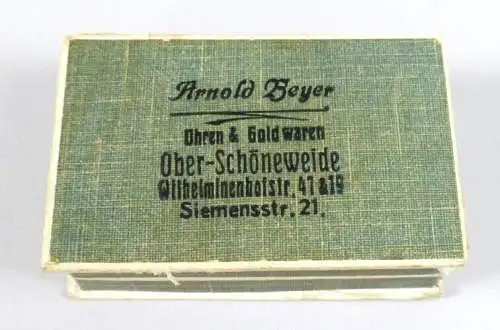 Arnold Beyer
Uhren & Goldwaren
Ober-Schöneweide
Wilhelminenhofstr. 47 & 19
Siemensstr. 21.